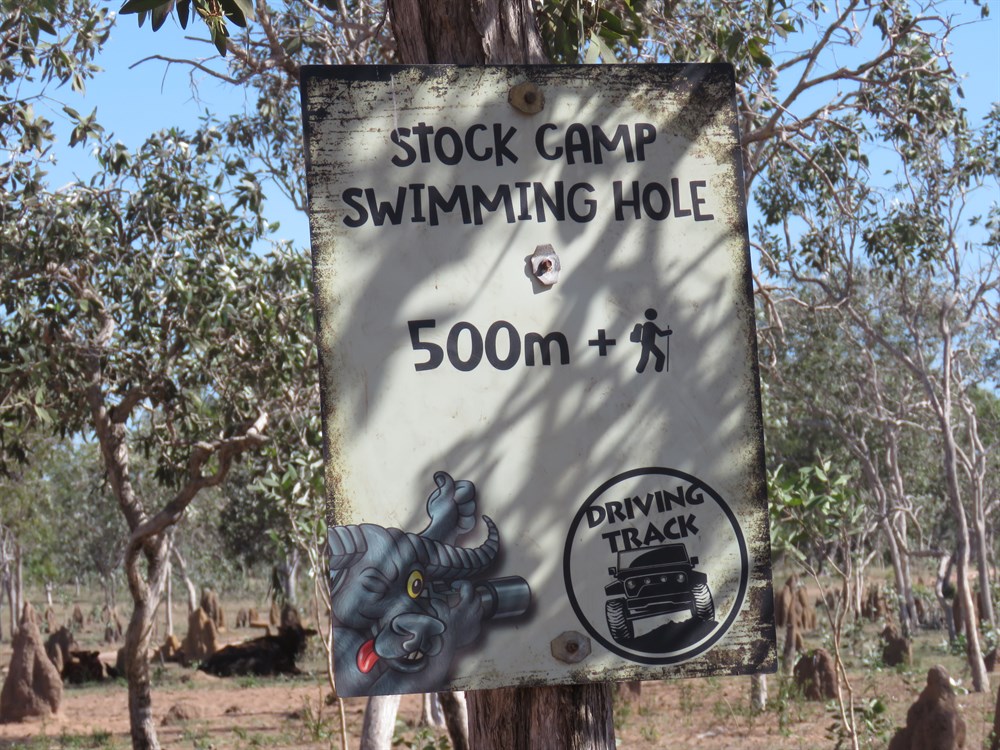 STOCK CAMP
SWIMMING HOLE
500m +
DRIVING
TRACK